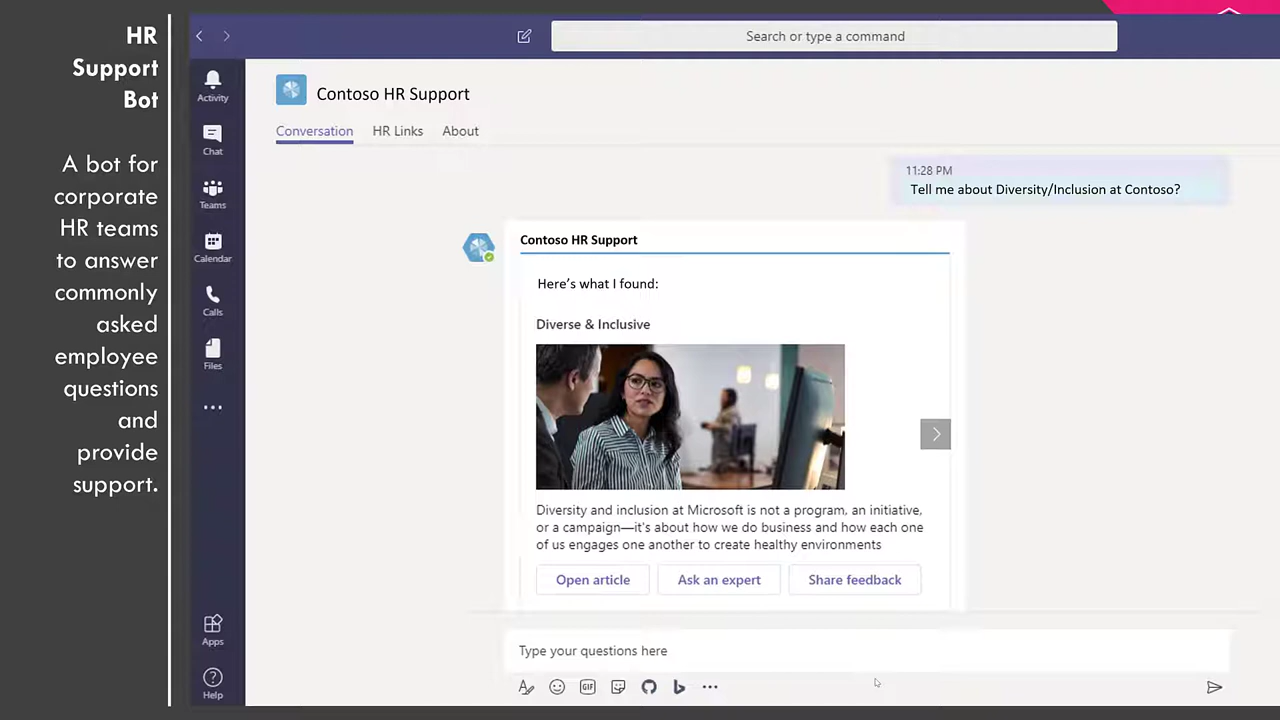 HR
Support
Bot
A bot for
corporate
HR teams
to answer
commonly
asked
employee
questions
and
provide
support.
Search or type a command
Activity
Chat
Teams
Calendar
Calls
Files
Apps
Help
Contoso HR Support
Conversation HR Links About
11:28 PM
Tell me about Diversity/Inclusion at Contoso?
Contoso HR Support
Here's what I found:
Diverse & Inclusive
Diversity and inclusion at Microsoft is not a program, an initiative,
or a campaign—it's about how we do business and how each one
of us engages one another to create healthy environments
Open article Ask an expert Share feedback
Type your questions here
GIF